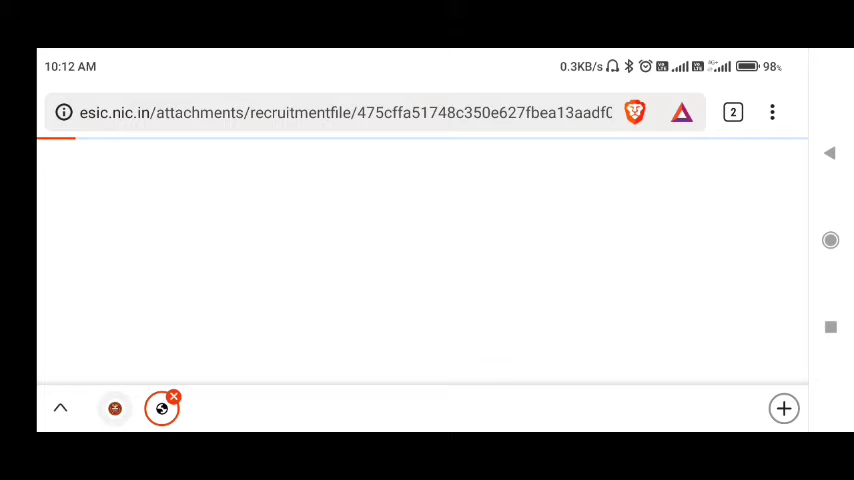 10:12 AM 0.3KB/s 98%
esic.nic.in/attachments/recruitmentfile/475cffa51748c350e627fbea13aadf0 2